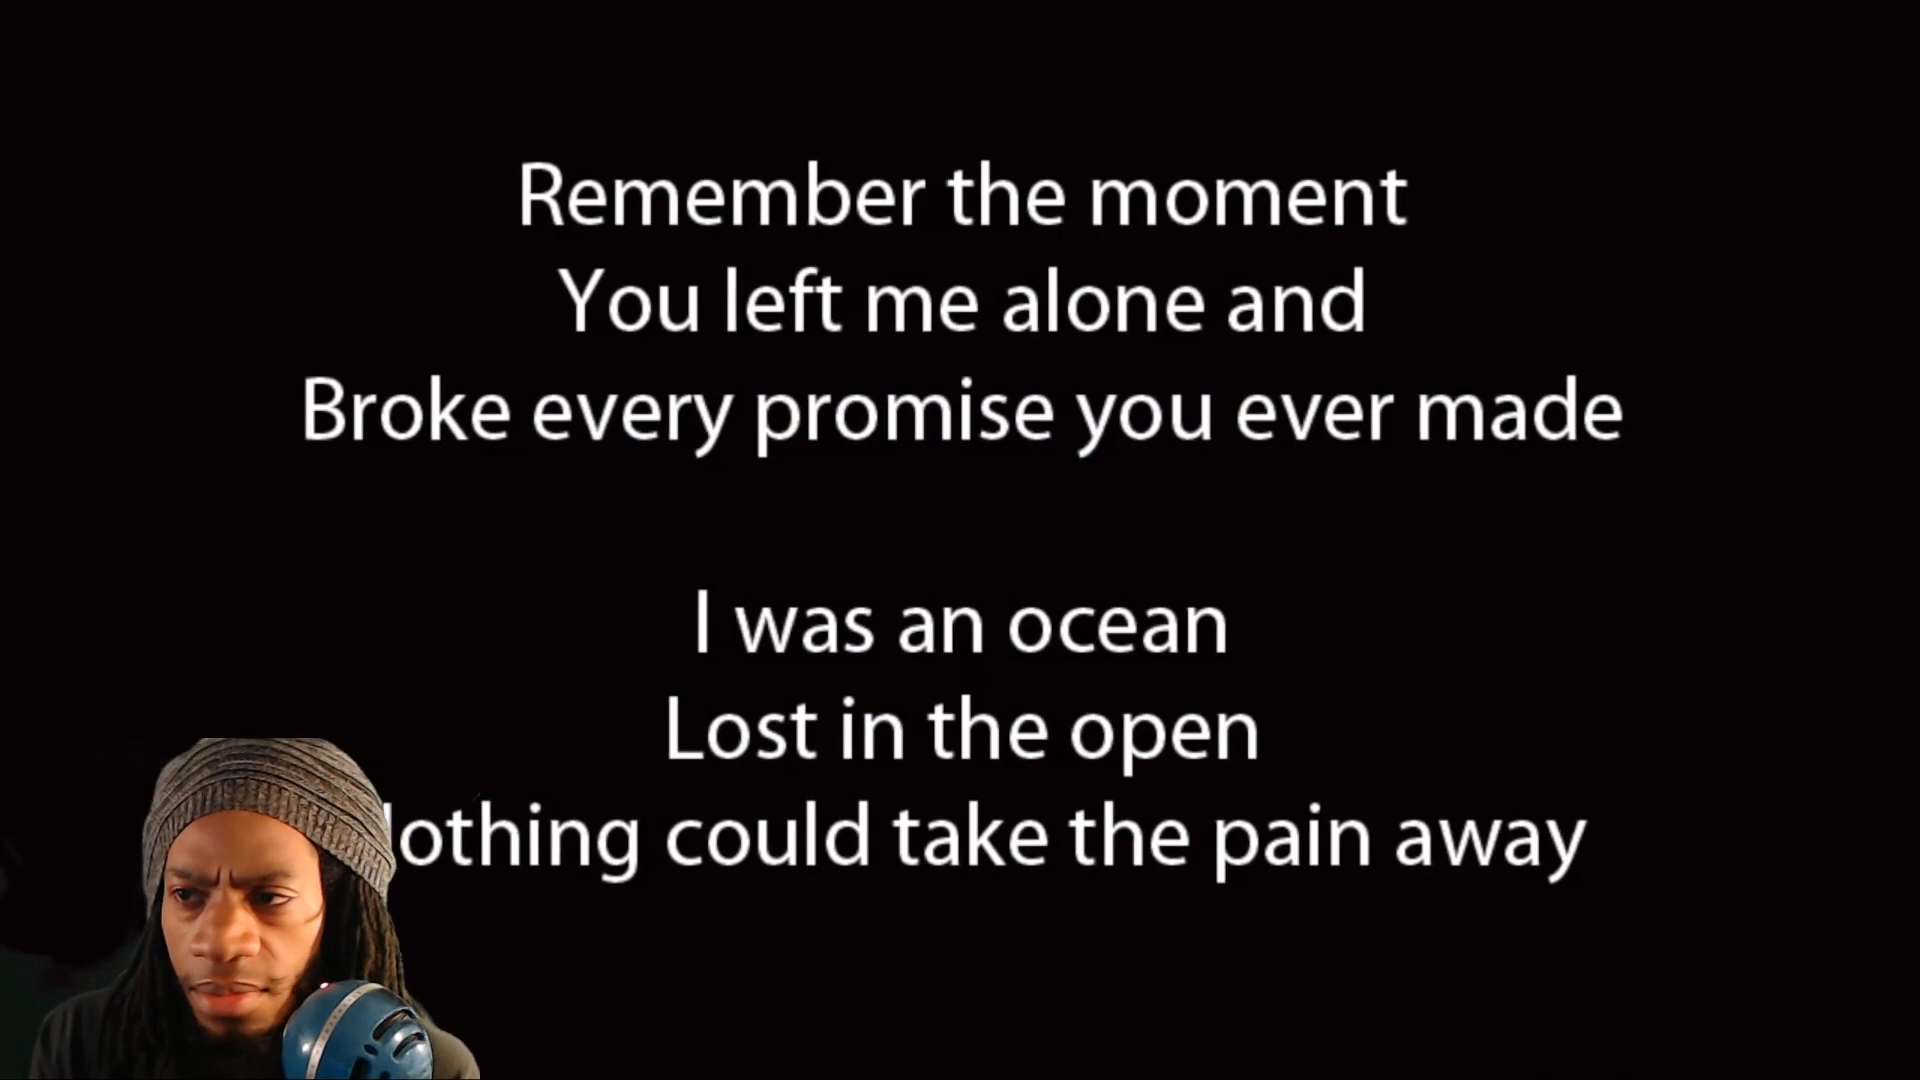 Remember the moment
You left me alone and
Broke every promise you ever made
I was an ocean
Lost in the open
othing could take the pain away